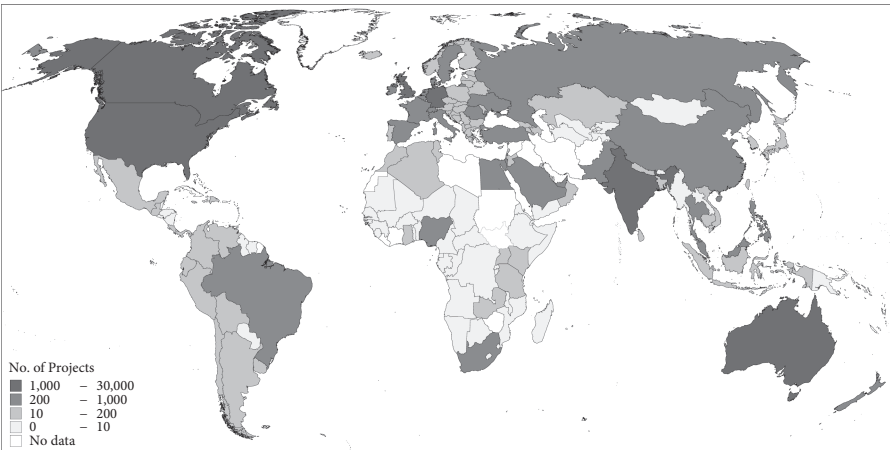 No. of Projects
1,000 – 30,000
200 – 1,000
10 – 200
0 – 10
No data